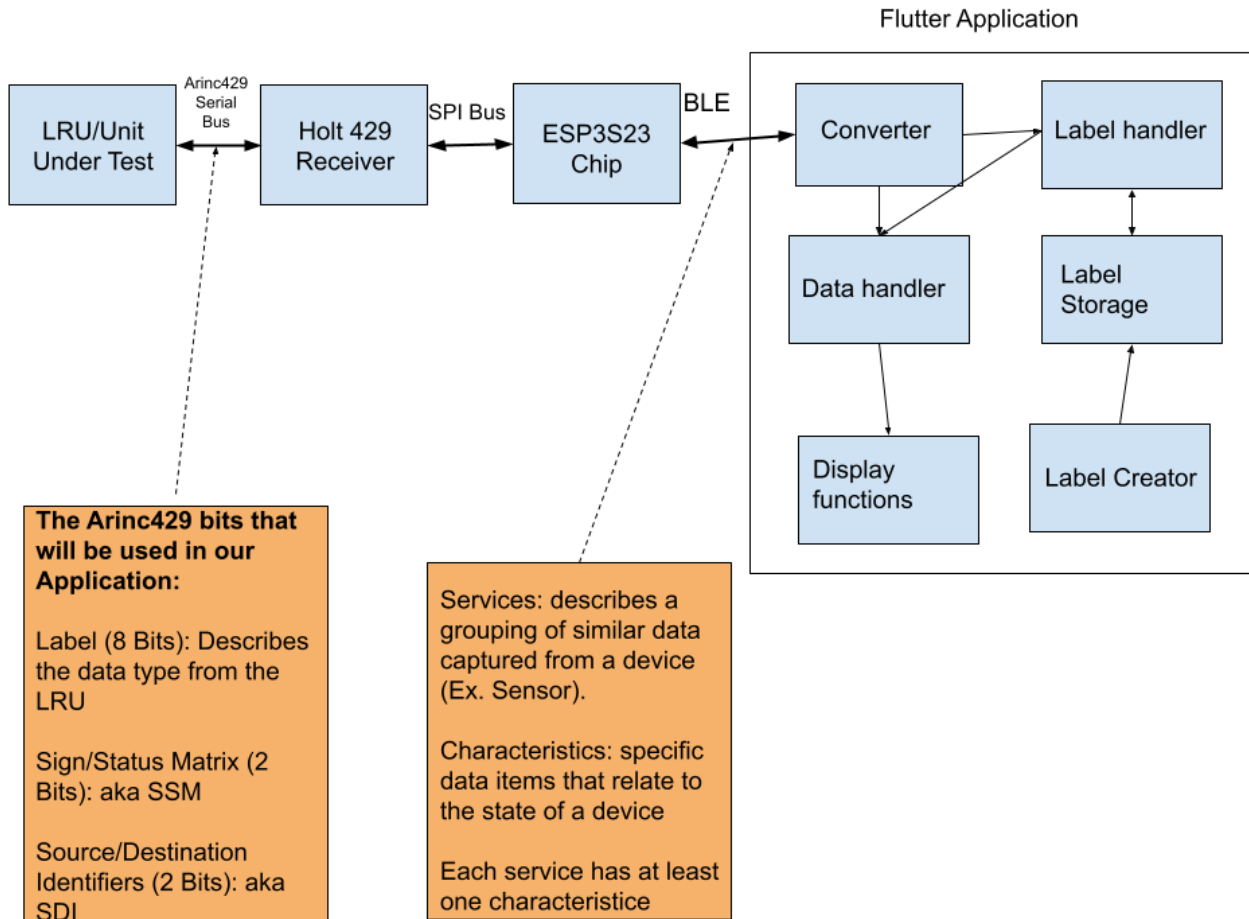 Flutter Application
Arinc429
Serial
Bus
LRU/Unit
Under Test
Holt 429
Receiver
SPI Bus
ESP3S23
Chip
BLE
Converter
Label handler
Data handler
Label
Storage
Display
functions
Label Creator
The Arinc429 bits that
will be used in our
Application:
Label (8 Bits): Describes
the data type from the
LRU
Sign/Status Matrix (2
Bits): aka SSM
Source/Destination
Identifiers (2 Bits): aka
SDI
Services: describes a
grouping of similar data
captured from a device
(Ex. Sensor).
Characteristics: specific
data items that relate to
the state of a device
Each service has at least
one characteristice